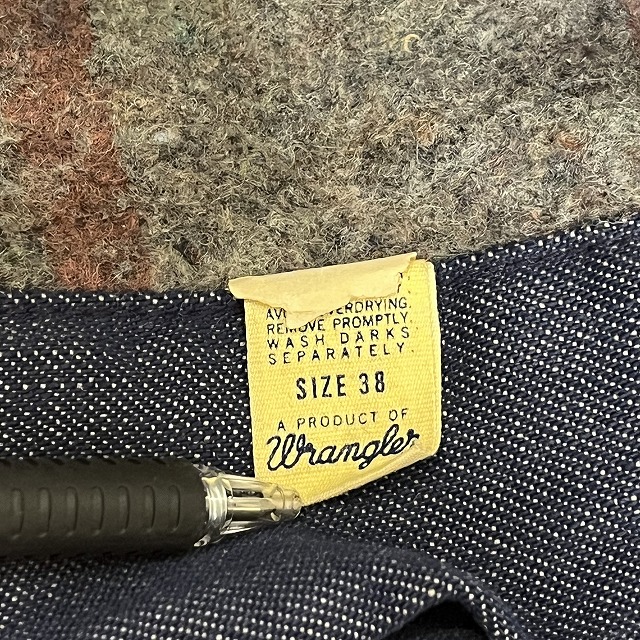 REMOVE PROMPTLY.
WASH DARKS
SEPARATELY.
SIZE 38
A PRODUCT OF
Wrangler